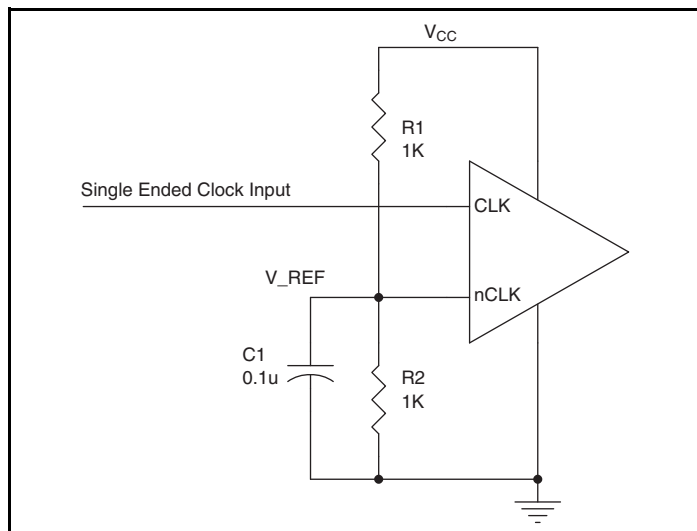 V_CC
R1
1K
Single Ended Clock Input
CLK
V_REF
nCLK
C1
0.1u
R2
1K